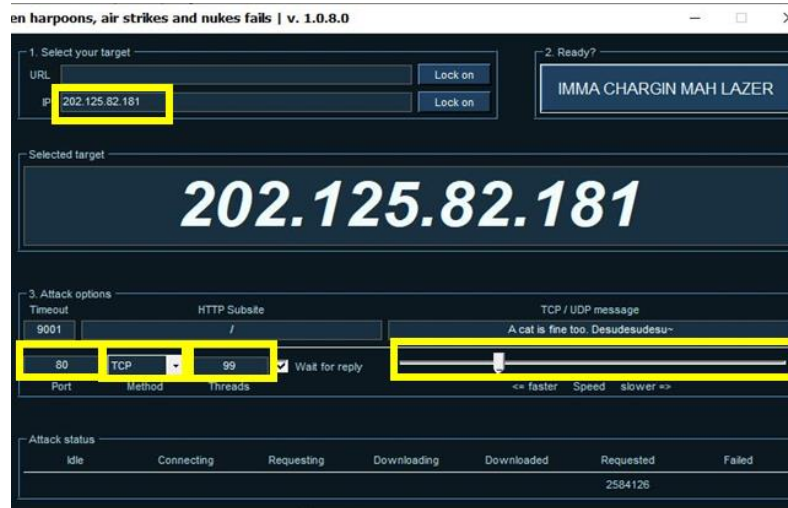 en harpoons, air strikes and nukes fails | v. 1.0.8.0
1. Select your target
URL Lock on
IP 202.125.82.181 Lock on
2. Ready?
IMMA CHARGIN MAH LAZER
Selected target
202.125.82.181
3. Attack options
Timeout HTTP Subsite TCP / UDP message
9001 / A cat is fine too. Desudesudesu~
80 TCP 99 Wait for reply
Port Method Threads <= faster Speed slower =>
Attack status
Idle Connecting Requesting Downloading Downloaded Requested Failed
2584126